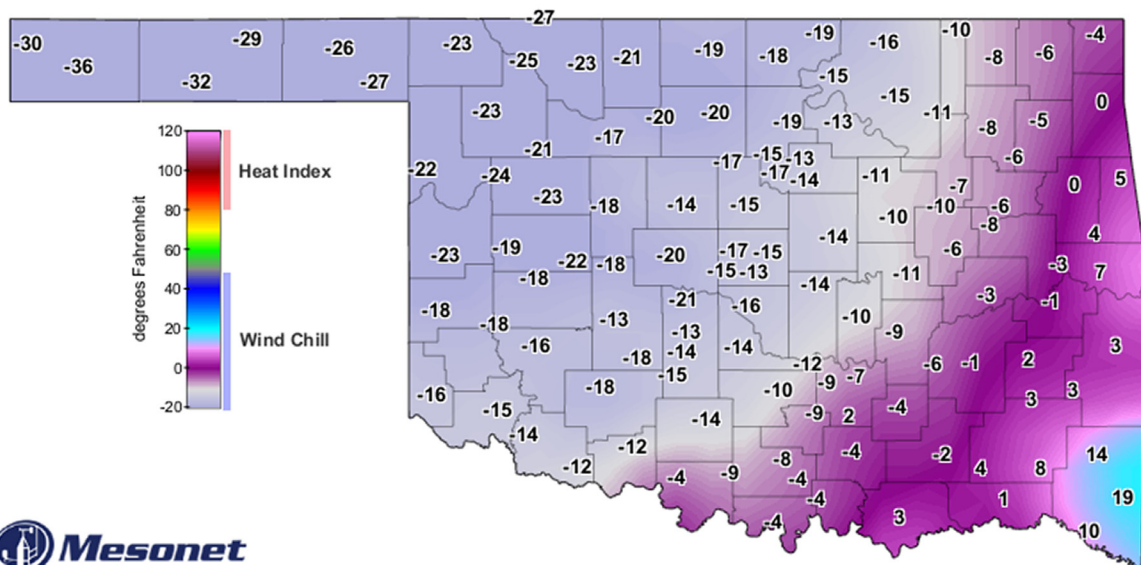 -27
-30 -29 -26 -23 -19 -10 -4
-36 -32 -27 -25 -23 -21 -19 -18 -16 -8 -6
-15
-23 -20 -20 -19 -13 -15 -11 -8 -5 0
-17
-21 -17 -15 -13 -6
-22 -24 -17 -14 -11 -7 0 5
-23 -18 -14 -15 -10 -10 -6
-8
-23 -19 -22 -18 -20 -17 -15 -14 -6 4
-18 -15 -13 -14 -11 -3 7
-18 -21 -16 -3 -1
-18 -13 -13 -10 -9
-16 -18 -14 -14 -12 -6 -1 2 3
-15 -9 -7
-16 -18 -10 3 3
-15 -14 -9 2 -4
-14 -12 -8 -4 -2 14
-12 -4 -9 -4 4 8
-4 1 19
-4 3 10
120
100
80
60
40
20
0
-20
degrees Fahrenheit
Heat Index
Wind Chill
Mesonet